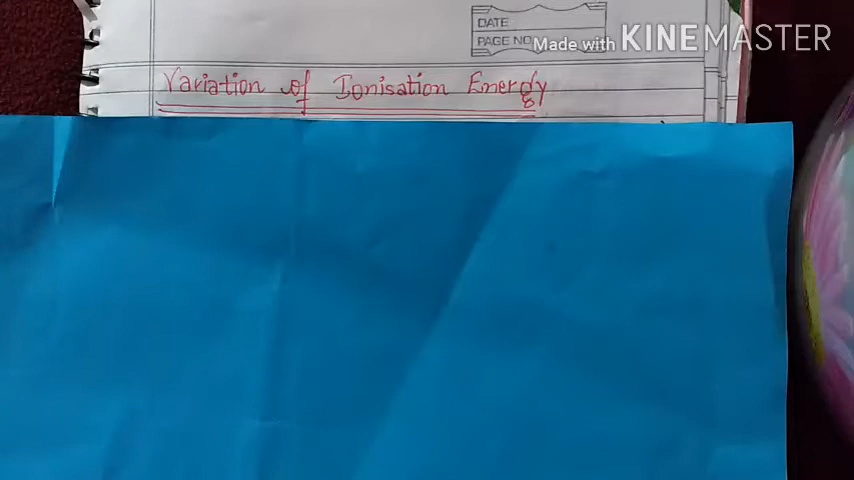 DATE
PAGE NO
Made with KINEMASTER
Variation of Ionisation Energy